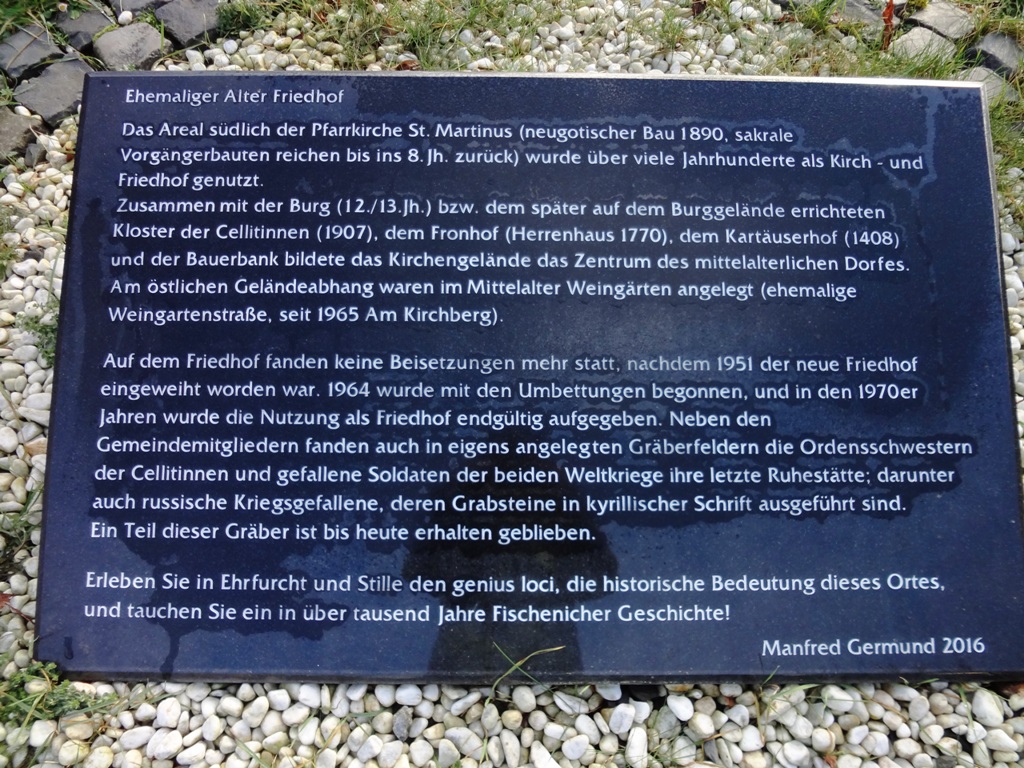 Ehemaliger Alter Friedhof
Das Areal südlich der Pfarrkirche St. Martinus (neugotischer Bau 1890, sakrale
Vorgängerbauten reichen bis ins 8. Jh. zurück) wurde über viele Jahrhunderte als Kirch - und
Friedhof genutzt.
Zusammen mit der Burg (12./13. Jh.) bzw. dem später auf dem Burggelände errichteten
Kloster der Cellitinnen (1907), dem Fronhof (Herrenhaus 1770), dem Kartäuserhof (1408)
und der Bauerbank bildete das Kirchengelände das Zentrum des mittelalterlichen Dorfes.
Am östlichen Geländeabhang waren im Mittelalter Weingärten angelegt (ehemalige
Weingartenstraße, seit 1965 Am Kirchberg).
Auf dem Friedhof fanden keine Beisetzungen mehr statt, nachdem 1951 der neue Friedhof
eingeweiht worden war. 1964 wurde mit den Umbettungen begonnen, und in den 1970er
Jahren wurde die Nutzung als Friedhof endgültig aufgegeben. Neben den
Gemeindemitgliedern fanden auch in eigens angelegten Gräberfeldern die Ordensschwestern
der Cellitinnen und gefallene Soldaten der beiden Weltkriege ihre letzte Ruhestätte; darunter
auch russische Kriegsgefallene, deren Grabsteine in kyrillischer Schrift ausgeführt sind.
Ein Teil dieser Gräber ist bis heute erhalten geblieben.
Erleben Sie in Ehrfurcht und Stille den genius loci, die historische Bedeutung dieses Ortes,
und tauchen Sie ein in über tausend Jahre Fischenicher Geschichte!
Manfred Germund 2016